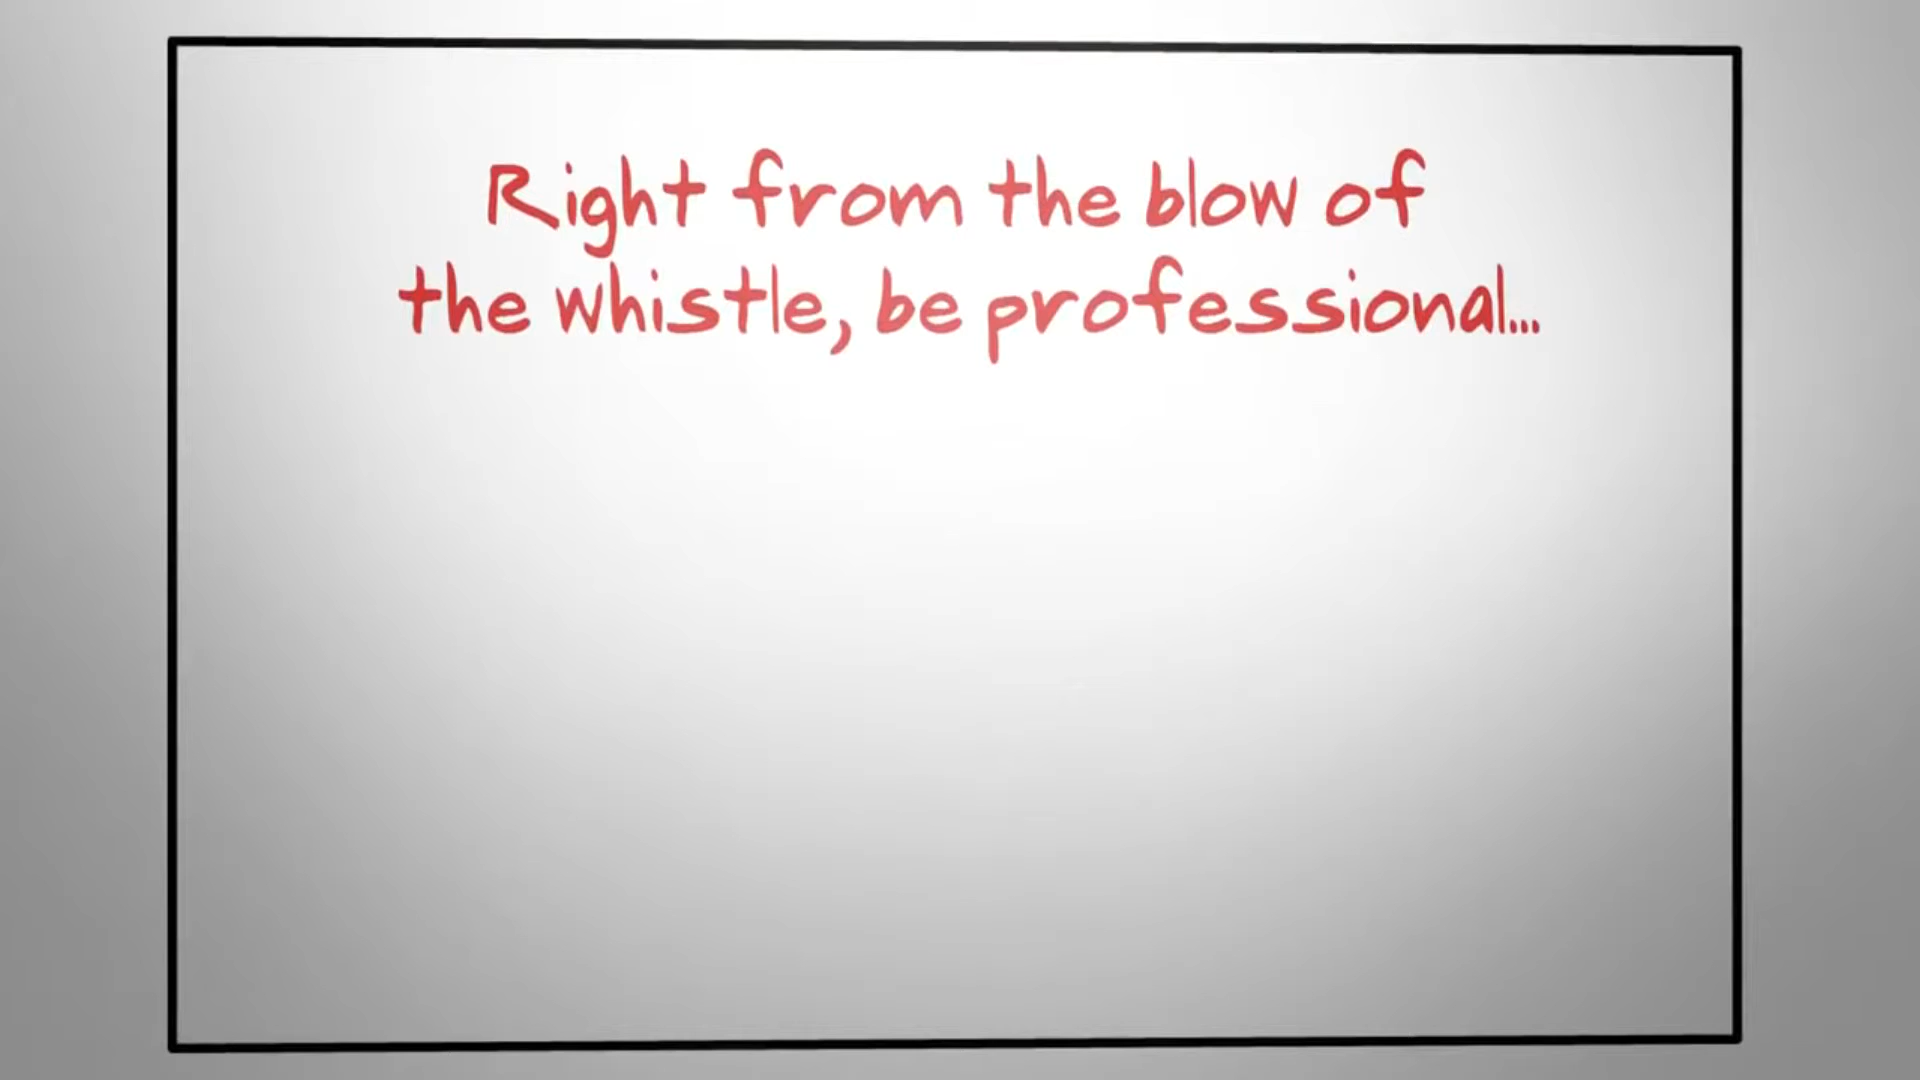 Right from the blow of
the whistle, be professional...